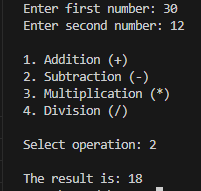 Enter first number: 30
Enter second number: 12

1. Addition (+)
2. Subtraction (-)
3. Multiplication (*)
4. Division (/)

Select operation: 2

The result is: 18